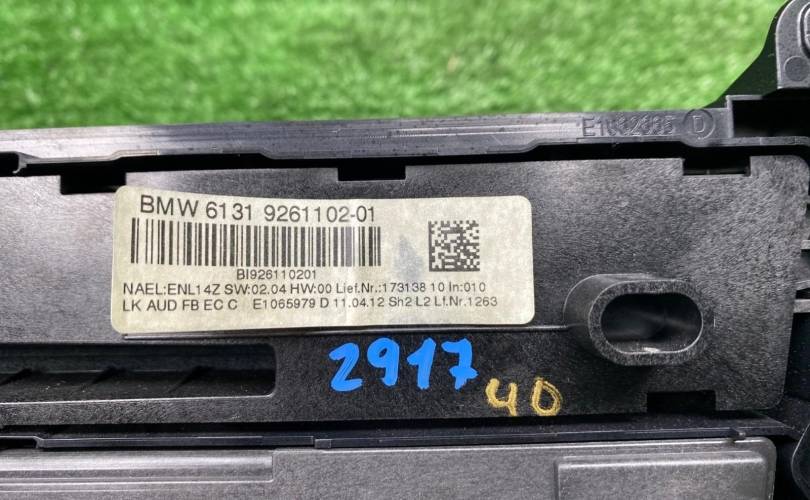 E1032635 D
BMW 6131 9261102-01
BI926110201
NAEL:ENL14Z SW:02.04 HW:00 Lief.Nr.:173138 10 In:010
LK AUD FB EC C E1065979 D 11.04.12 Sh2 L2 Lf.Nr.1263
2917
40